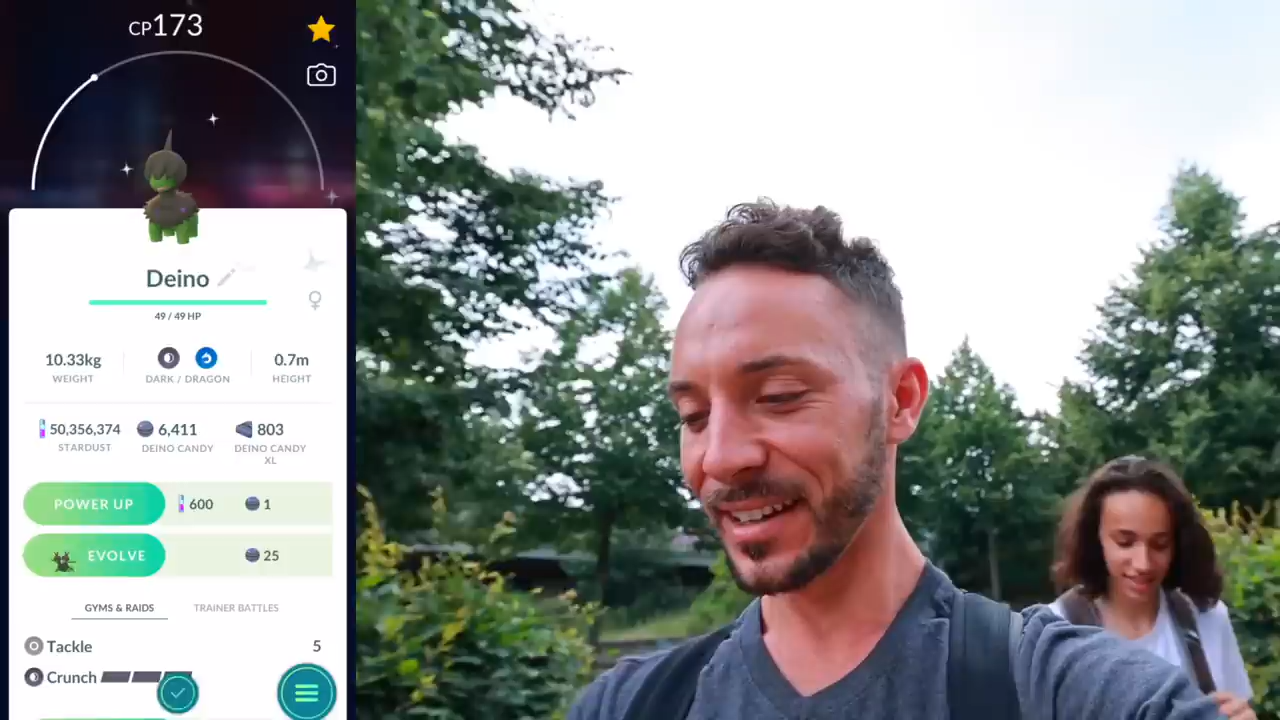 CP173
Deino
49 / 49 HP
10.33kg
WEIGHT
DARK / DRAGON
0.7m
HEIGHT
50,356,374
STARDUST
6,411
DEINO CANDY
803
DEINO CANDY
XL
POWER UP
600
1
EVOLVE
25
GYMS & RAIDS
TRAINER BATTLES
Tackle
5
Crunch